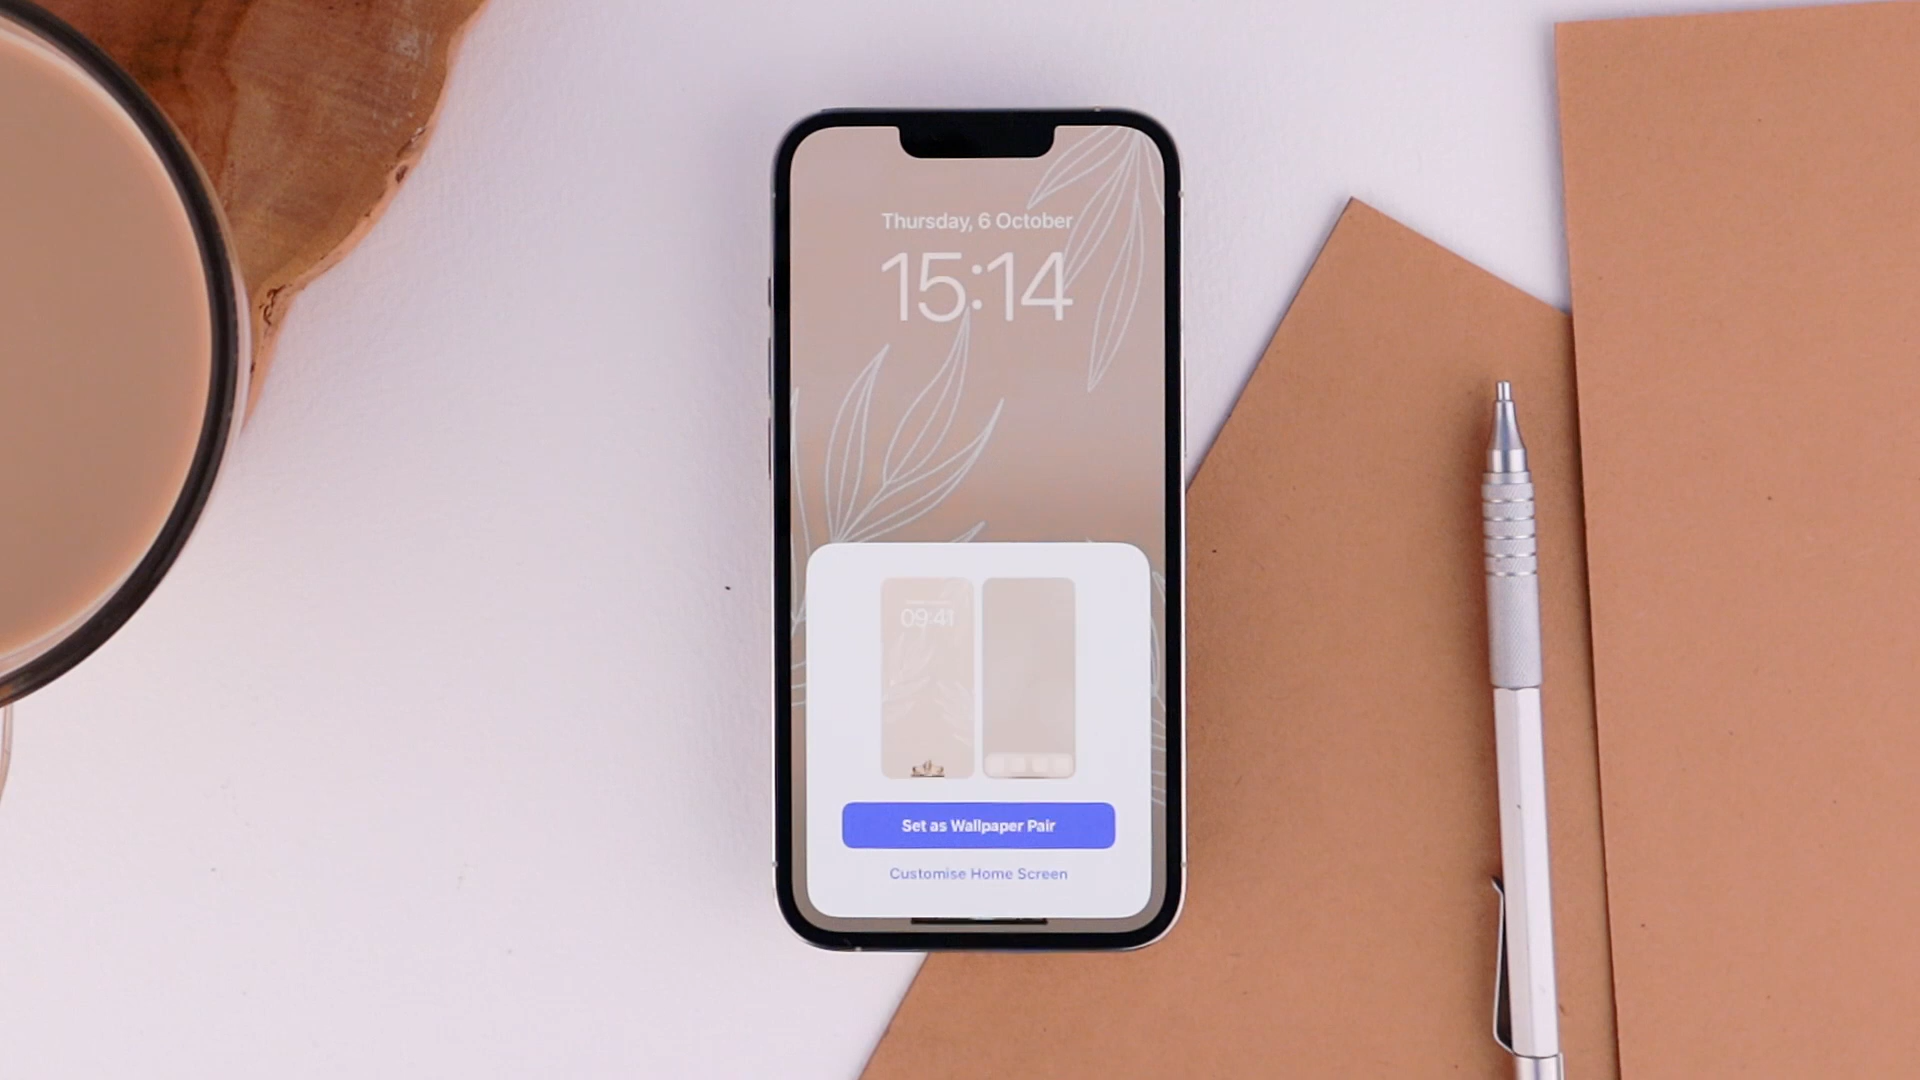 Thursday, 6 October
15:14
09:41
Set as Wallpaper Pair
Customise Home Screen